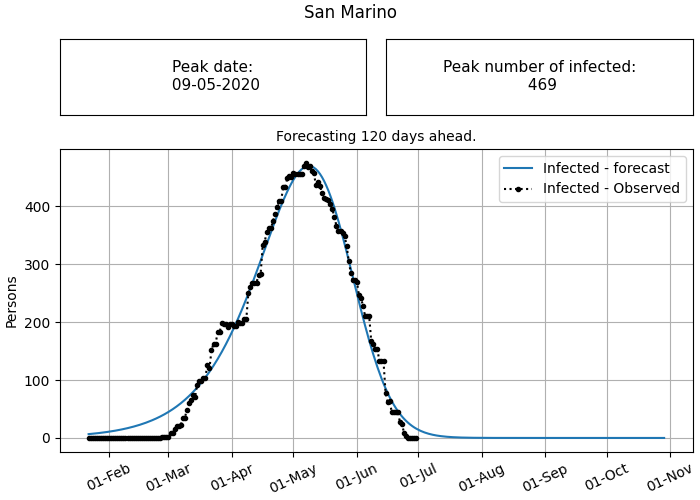 San Marino
Peak date:
09-05-2020
Peak number of infected:
469
Forecasting 120 days ahead.
Infected - forecast
Infected - Observed
Persons
400
300
200
100
0
01-Feb
01-Mar
01-Apr
01-May
01-Jun
01-Jul
01-Aug
01-Sep
01-Oct
01-Nov